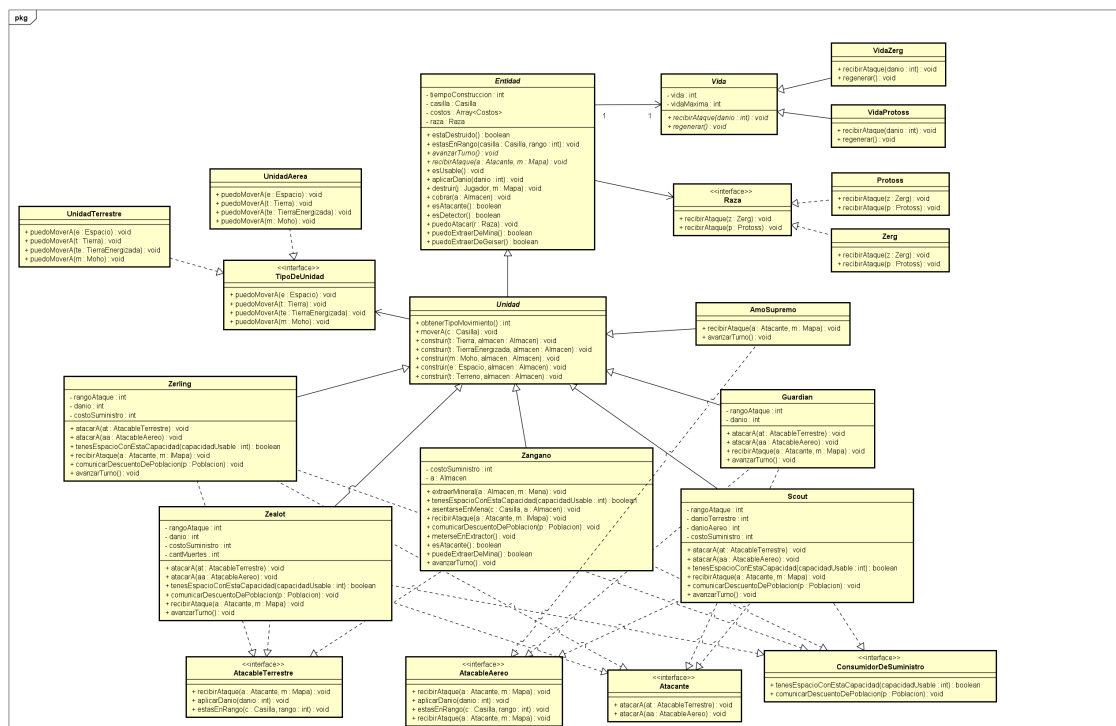 pkg
VidaZerg
+ recibirAtaque(danio : int) : void
+ regenerar() : void
Entidad
- tiempoConstruccion : int
- casilla : Casilla
- costos : Array<Costos>
- raza : Raza
+ estaDestruido() : boolean
+ estasEnRango(casilla : Casilla, rango : int) : void
+ avanzarTurno() : void
+ recibirAtaque(a : Atacante, m : Mapa) : void
+ esUsable() : void
+ aplicarDanio(danio : int) : void
+ destruir(j : Jugador, m : Mapa) : void
+ cobrar(a : Almacen) : void
+ esAtacante() : boolean
+ esDetector() : boolean
+ puedoAtacar(r : Raza) : void
+ puedoExtraerDeMina() : boolean
+ puedoExtraerDeGeiser() : boolean
1
1
Vida
- vida : int
- vidaMaxima : int
+ recibirAtaque(danio : int) : void
+ regenerar() : void
VidaProtoss
+ recibirAtaque(danio : int) : void
+ regenerar() : void
UnidadAerea
+ puedoMoverA(e : Espacio) : void
+ puedoMoverA(t : Tierra) : void
+ puedoMoverA(te : TierraEnergizada) : void
+ puedoMoverA(m : Moho) : void
<<interface>>
Raza
+ recibirAtaque(z : Zerg) : void
+ recibirAtaque(p : Protoss) : void
Protoss
+ recibirAtaque(z : Zerg) : void
+ recibirAtaque(p : Protoss) : void
UnidadTerrestre
+ puedoMoverA(e : Espacio) : void
+ puedoMoverA(t : Tierra) : void
+ puedoMoverA(te : TierraEnergizada) : void
+ puedoMoverA(m : Moho) : void
Zerg
+ recibirAtaque(z : Zerg) : void
+ recibirAtaque(p : Protoss) : void
<<interface>>
TipoDeUnidad
+ puedoMoverA(e : Espacio) : void
+ puedoMoverA(t : Tierra) : void
+ puedoMoverA(te : TierraEnergizada) : void
+ puedoMoverA(m : Moho) : void
Unidad
+ obtenerTipoMovimiento() : int
+ moverA(c : Casilla) : void
+ construir(t : Tierra, almacen : Almacen) : void
+ construir(t : TierraEnergizada, almacen : Almacen) : void
+ construir(m : Moho, almacen : Almacen) : void
+ construir(e : Espacio, almacen : Almacen) : void
+ construir(t : Terreno, almacen : Almacen) : void
AmoSupremo
+ recibirAtaque(a : Atacante, m : Mapa) : void
+ avanzarTurno() : void
Zerling
- rangoAtaque : int
- danio : int
- costoSuministro : int
+ atacarA(at : AtacableTerrestre) : void
+ atacarA(aa : AtacableAereo) : void
+ tenesEspacioConEstaCapacidad(capacidadUsable : int) : boolean
+ recibirAtaque(a : Atacante, m : Mapa) : void
+ comunicarDescuentoDePoblacion(p : Poblacion) : void
+ avanzarTurno() : void
Guardian
- rangoAtaque : int
- danio : int
+ atacarA(at : AtacableTerrestre) : void
+ atacarA(aa : AtacableAereo) : void
+ recibirAtaque(a : Atacante, m : Mapa) : void
+ avanzarTurno() : void
Zangano
- costoSuministro : int
- a : Almacen
+ extraerMineral(a : Almacen, m : Mena) : void
+ tenesEspacioConEstaCapacidad(capacidadUsable : int) : boolean
+ asentarseEnMena(c : Casilla, a : Almacen) : void
+ recibirAtaque(a : Atacante, m : Mapa) : void
+ comunicarDescuentoDePoblacion(p : Poblacion) : void
+ meterseEnExtractor() : void
+ esAtacante() : boolean
+ puedeExtraerDeMina() : boolean
+ avanzarTurno() : void
Scout
- rangoAtaque : int
- danioTerrestre : int
- danioAereo : int
- costoSuministro : int
+ atacarA(at : AtacableTerrestre) : void
+ atacarA(aa : AtacableAereo) : void
+ tenesEspacioConEstaCapacidad(capacidadUsable : int) : boolean
+ recibirAtaque(a : Atacante, m : Mapa) : void
+ comunicarDescuentoDePoblacion(p : Poblacion) : void
+ avanzarTurno() : void
Zealot
- rangoAtaque : int
- danio : int
- costoSuministro : int
- cantMuertes : int
+ atacarA(at : AtacableTerrestre) : void
+ atacarA(aa : AtacableAereo) : void
+ tenesEspacioConEstaCapacidad(capacidadUsable : int) : boolean
+ comunicarDescuentoDePoblacion(p : Poblacion) : void
+ recibirAtaque(a : Atacante, m : Mapa) : void
+ avanzarTurno() : void
<<interface>>
AtacableTerrestre
+ recibirAtaque(a : Atacante, m : Mapa) : void
+ aplicarDanio(danio : int) : void
+ estasEnRango(c : Casilla, rango : int) : void
<<interface>>
AtacableAereo
+ recibirAtaque(a : Atacante, m : Mapa) : void
+ aplicarDanio(danio : int) : void
+ estasEnRango(c : Casilla, rango : int) : void
+ recibirAtaque(a : Atacante, m : Mapa) : void
<<interface>>
Atacante
+ atacarA(at : AtacableTerrestre) : void
+ atacarA(aa : AtacableAereo) : void
<<interface>>
ConsumidorDeSuministro
+ tenesEspacioConEstaCapacidad(capacidadUsable : int) : boolean
+ comunicarDescuentoDePoblacion(p : Poblacion) : void